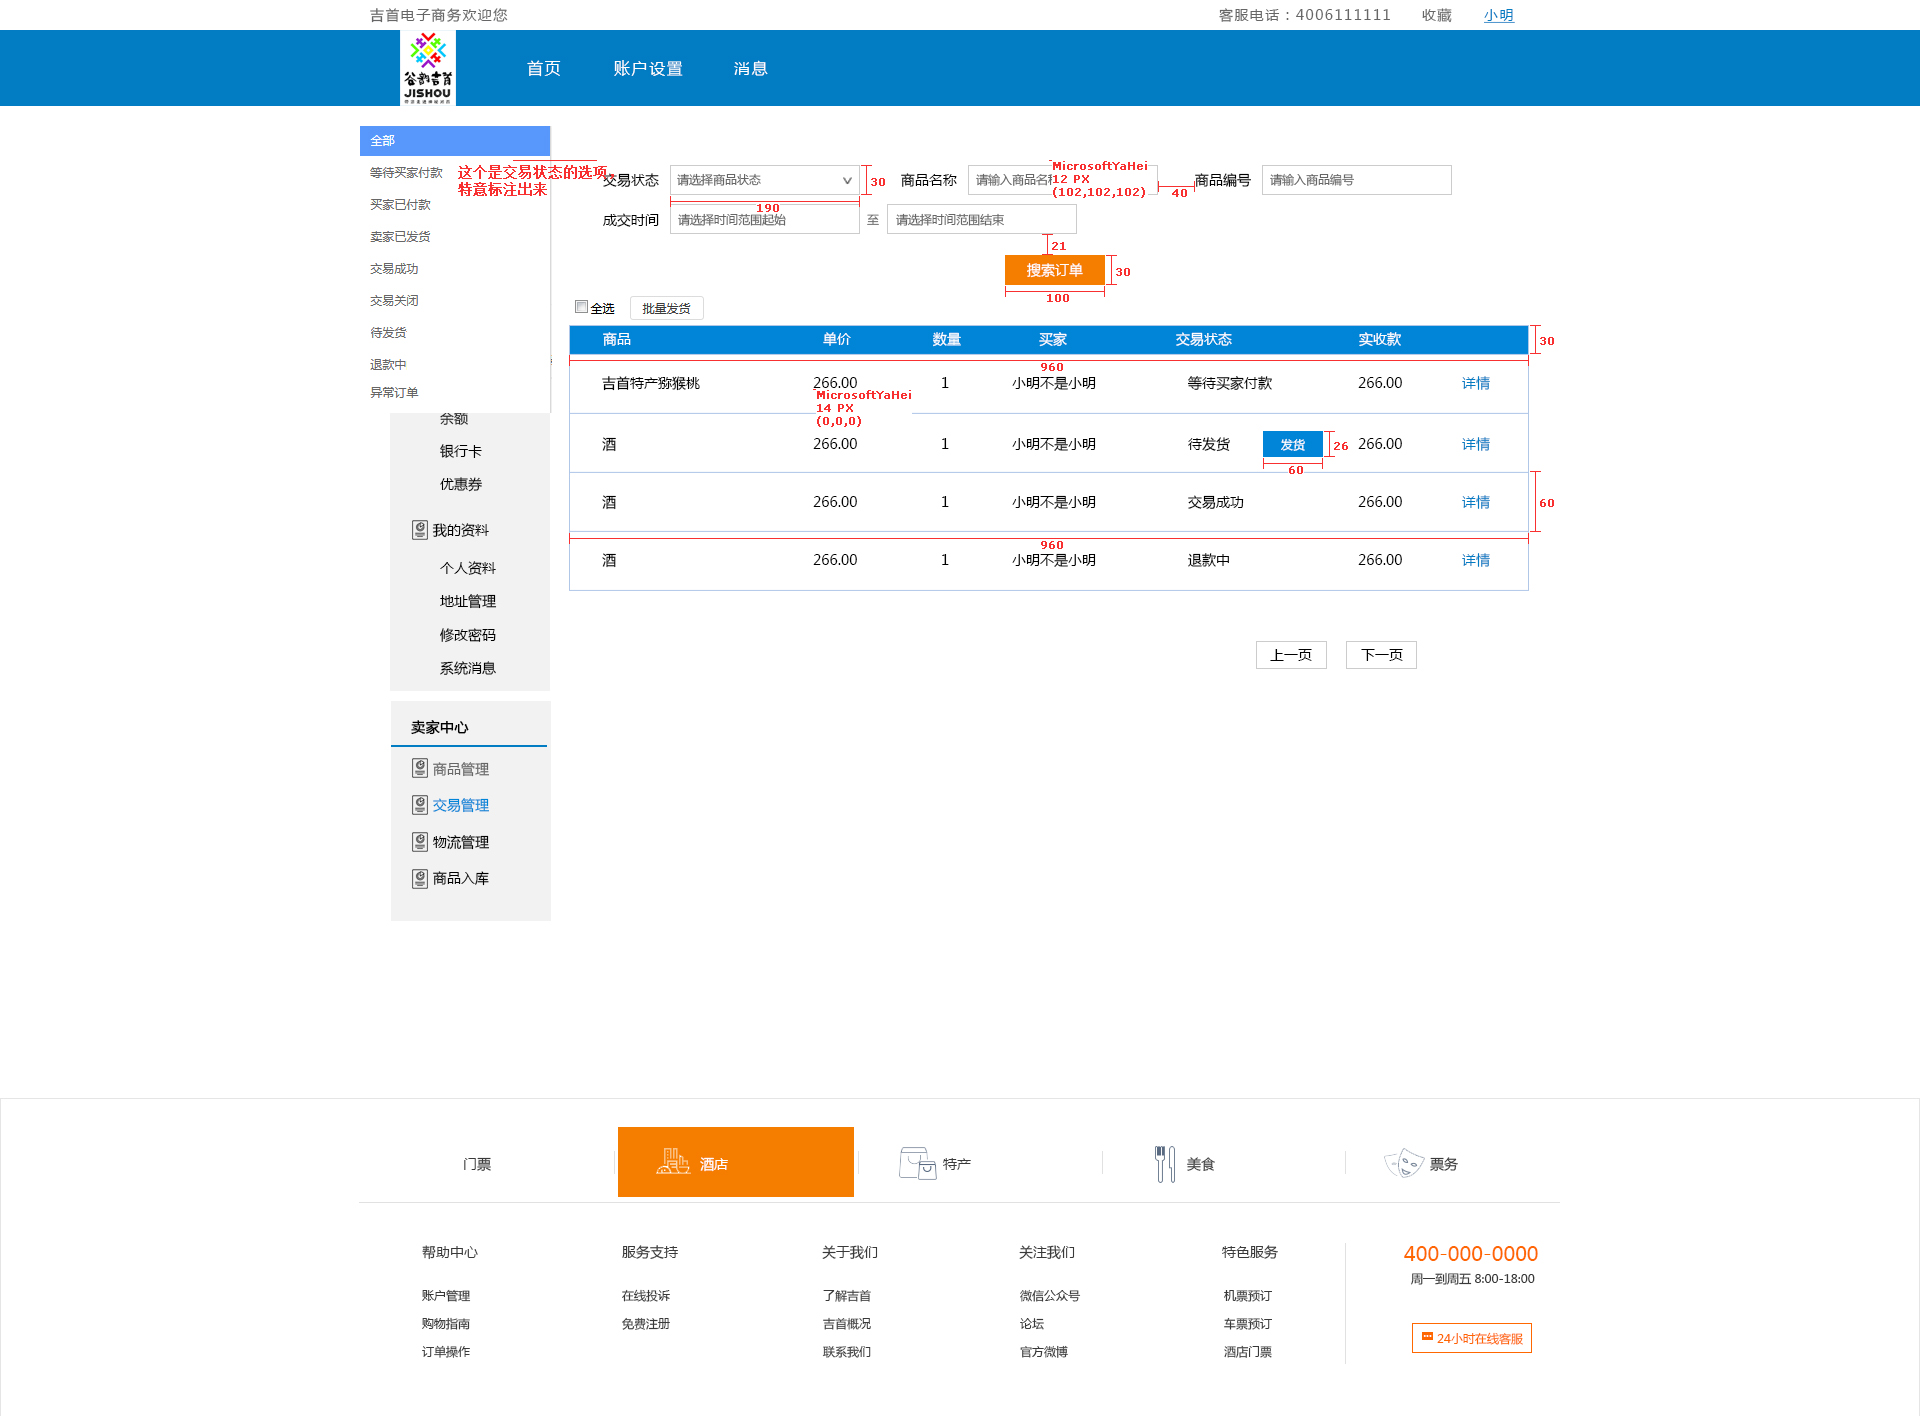 吉首电子商务欢迎您
客服电话：4006111111 收藏 小明
谷韵吉首
JISHOU
首页 账户设置 消息
全部
等待买家付款
买家已付款
卖家已发货
交易成功
交易关闭
待发货
退款中
异常订单
这个是交易状态的选项,
特意标注出来
交易状态 请选择商品状态 30 商品名称 请输入商品名 40 商品编号 请输入商品编号
MicrosoftYaHei
12 PX
(102,102,102)
190
成交时间 请选择时间范围起始 至 请选择时间范围结束
21
搜索订单 30
100
全选 批量发货
商品 单价 数量 买家 交易状态 实收款 30
960
吉首特产猕猴桃 266.00 1 小明不是小明 等待买家付款 266.00 详情
MicrosoftYaHei
14 PX
(0,0,0)
酒 266.00 1 小明不是小明 待发货 发货 26 266.00 详情
60
酒 266.00 1 小明不是小明 交易成功 266.00 详情 60
960
酒 266.00 1 小明不是小明 退款中 266.00 详情
上一页 下一页
余额
银行卡
优惠券
我的资料
个人资料
地址管理
修改密码
系统消息
卖家中心
商品管理
交易管理
物流管理
商品入库
门票 酒店 特产 美食 票务
帮助中心 服务支持 关于我们 关注我们 特色服务
账户管理 在线投诉 了解吉首 微信公众号 机票预订
购物指南 免费注册 吉首概况 论坛 车票预订
订单操作 联系我们 官方微博 酒店门票
400-000-0000
周一到周五 8:00-18:00
24小时在线客服